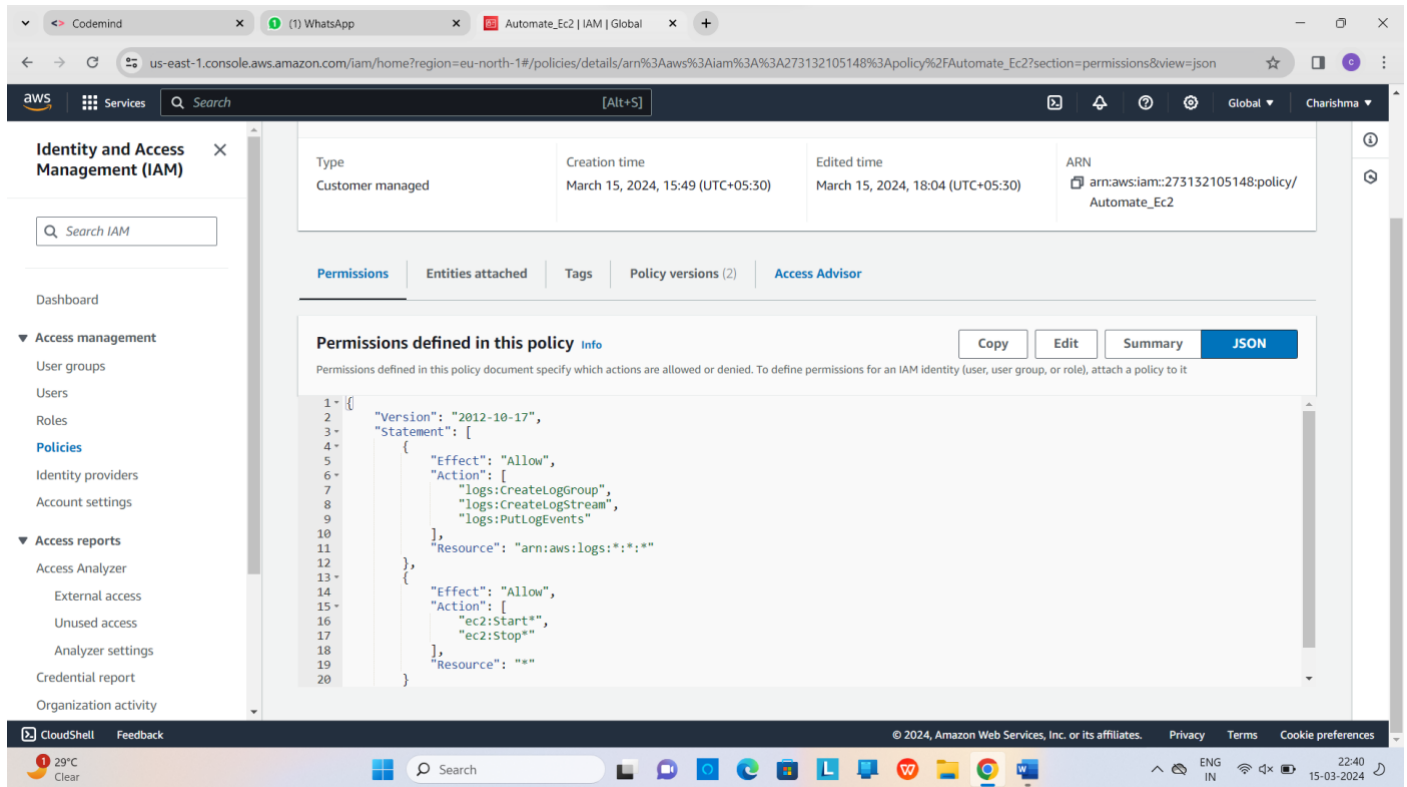 <> Codemind
1 (1) WhatsApp
Automate_Ec2 | IAM | Global
us-east-1.console.aws.amazon.com/iam/home?region=eu-north-1#/policies/details/arn%3Aaws%3Aiam%3A%3A273132105148%3Apolicy%2FAutomate_Ec2?section=permissions&view=json
C
aws Services Search [Alt+S] Global Charishma
Identity and Access
Management (IAM)
Search IAM
Dashboard
Access management
User groups
Users
Roles
Policies
Identity providers
Account settings
Access reports
Access Analyzer
External access
Unused access
Analyzer settings
Credential report
Organization activity
Type
Customer managed
Creation time
March 15, 2024, 15:49 (UTC+05:30)
Edited time
March 15, 2024, 18:04 (UTC+05:30)
ARN
arn:aws:iam::273132105148:policy/
Automate_Ec2
Permissions Entities attached Tags Policy versions (2) Access Advisor
Permissions defined in this policy Info Copy Edit Summary JSON
Permissions defined in this policy document specify which actions are allowed or denied. To define permissions for an IAM identity (user, user group, or role), attach a policy to it
1 {
2 "Version": "2012-10-17",
3 "Statement": [
4 {
5 "Effect": "Allow",
6 "Action": [
7 "logs:CreateLogGroup",
8 "logs:CreateLogStream",
9 "logs:PutLogEvents"
10 ],
11 "Resource": "arn:aws:logs:*:*:*"
12 },
13 {
14 "Effect": "Allow",
15 "Action": [
16 "ec2:Start*",
17 "ec2:Stop*"
18 ],
19 "Resource": "*"
20 }
CloudShell Feedback © 2024, Amazon Web Services, Inc. or its affiliates. Privacy Terms Cookie preferences
1 29°C
Clear
Search
L
W
ENG
IN
22:40
15-03-2024